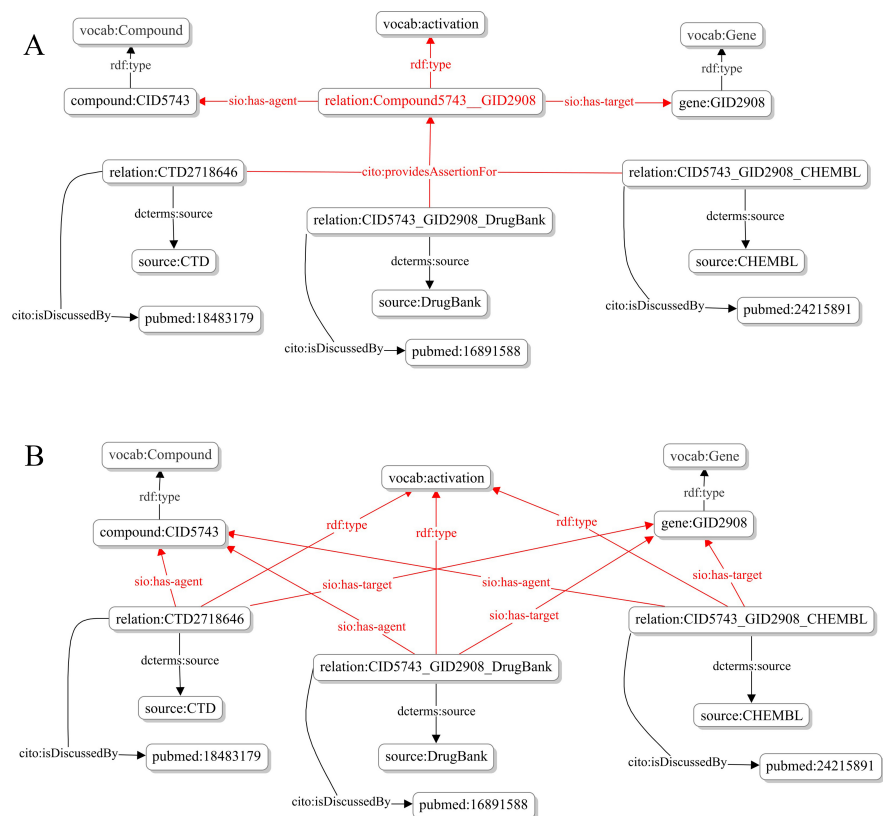 A
vocab:Compound
vocab:activation
vocab:Gene
rdf:type
rdf:type
rdf:type
compound:CID5743
sio:has-agent
relation:Compound5743__GID2908
sio:has-target
gene:GID2908
relation:CTD2718646
cito:providesAssertionFor
relation:CID5743_GID2908_CHEMBL
dcterms:source
relation:CID5743_GID2908_DrugBank
dcterms:source
source:CTD
dcterms:source
source:CHEMBL
source:DrugBank
cito:isDiscussedBy
pubmed:18483179
cito:isDiscussedBy
pubmed:24215891
cito:isDiscussedBy
pubmed:16891588
B
vocab:Compound
vocab:activation
vocab:Gene
rdf:type
rdf:type
compound:CID5743
rdf:type
rdf:type
rdf:type
gene:GID2908
sio:has-agent
sio:has-target
sio:has-agent
sio:has-target
relation:CTD2718646
sio:has-agent
sio:has-target
relation:CID5743_GID2908_CHEMBL
dcterms:source
relation:CID5743_GID2908_DrugBank
dcterms:source
source:CTD
dcterms:source
source:CHEMBL
cito:isDiscussedBy
pubmed:18483179
source:DrugBank
cito:isDiscussedBy
pubmed:24215891
cito:isDiscussedBy
pubmed:16891588